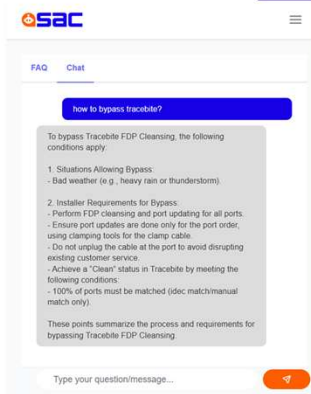 osac
FAQ Chat
how to bypass tracebite?
To bypass Tracebite FDP Cleansing, the following
conditions apply:
1. Situations Allowing Bypass:
- Bad weather (e.g., heavy rain or thunderstorm).
2. Installer Requirements for Bypass:
- Perform FDP cleansing and port updating for all ports.
- Ensure port updates are done only for the port order,
using clamping tools for the clamp cable.
- Do not unplug the cable at the port to avoid disrupting
existing customer service.
- Achieve a "Clean" status in Tracebite by meeting the
following conditions:
- 100% of ports must be matched (idec match/manual
match only).
These points summarize the process and requirements for
bypassing Tracebite FDP Cleansing.
Type your question/message...